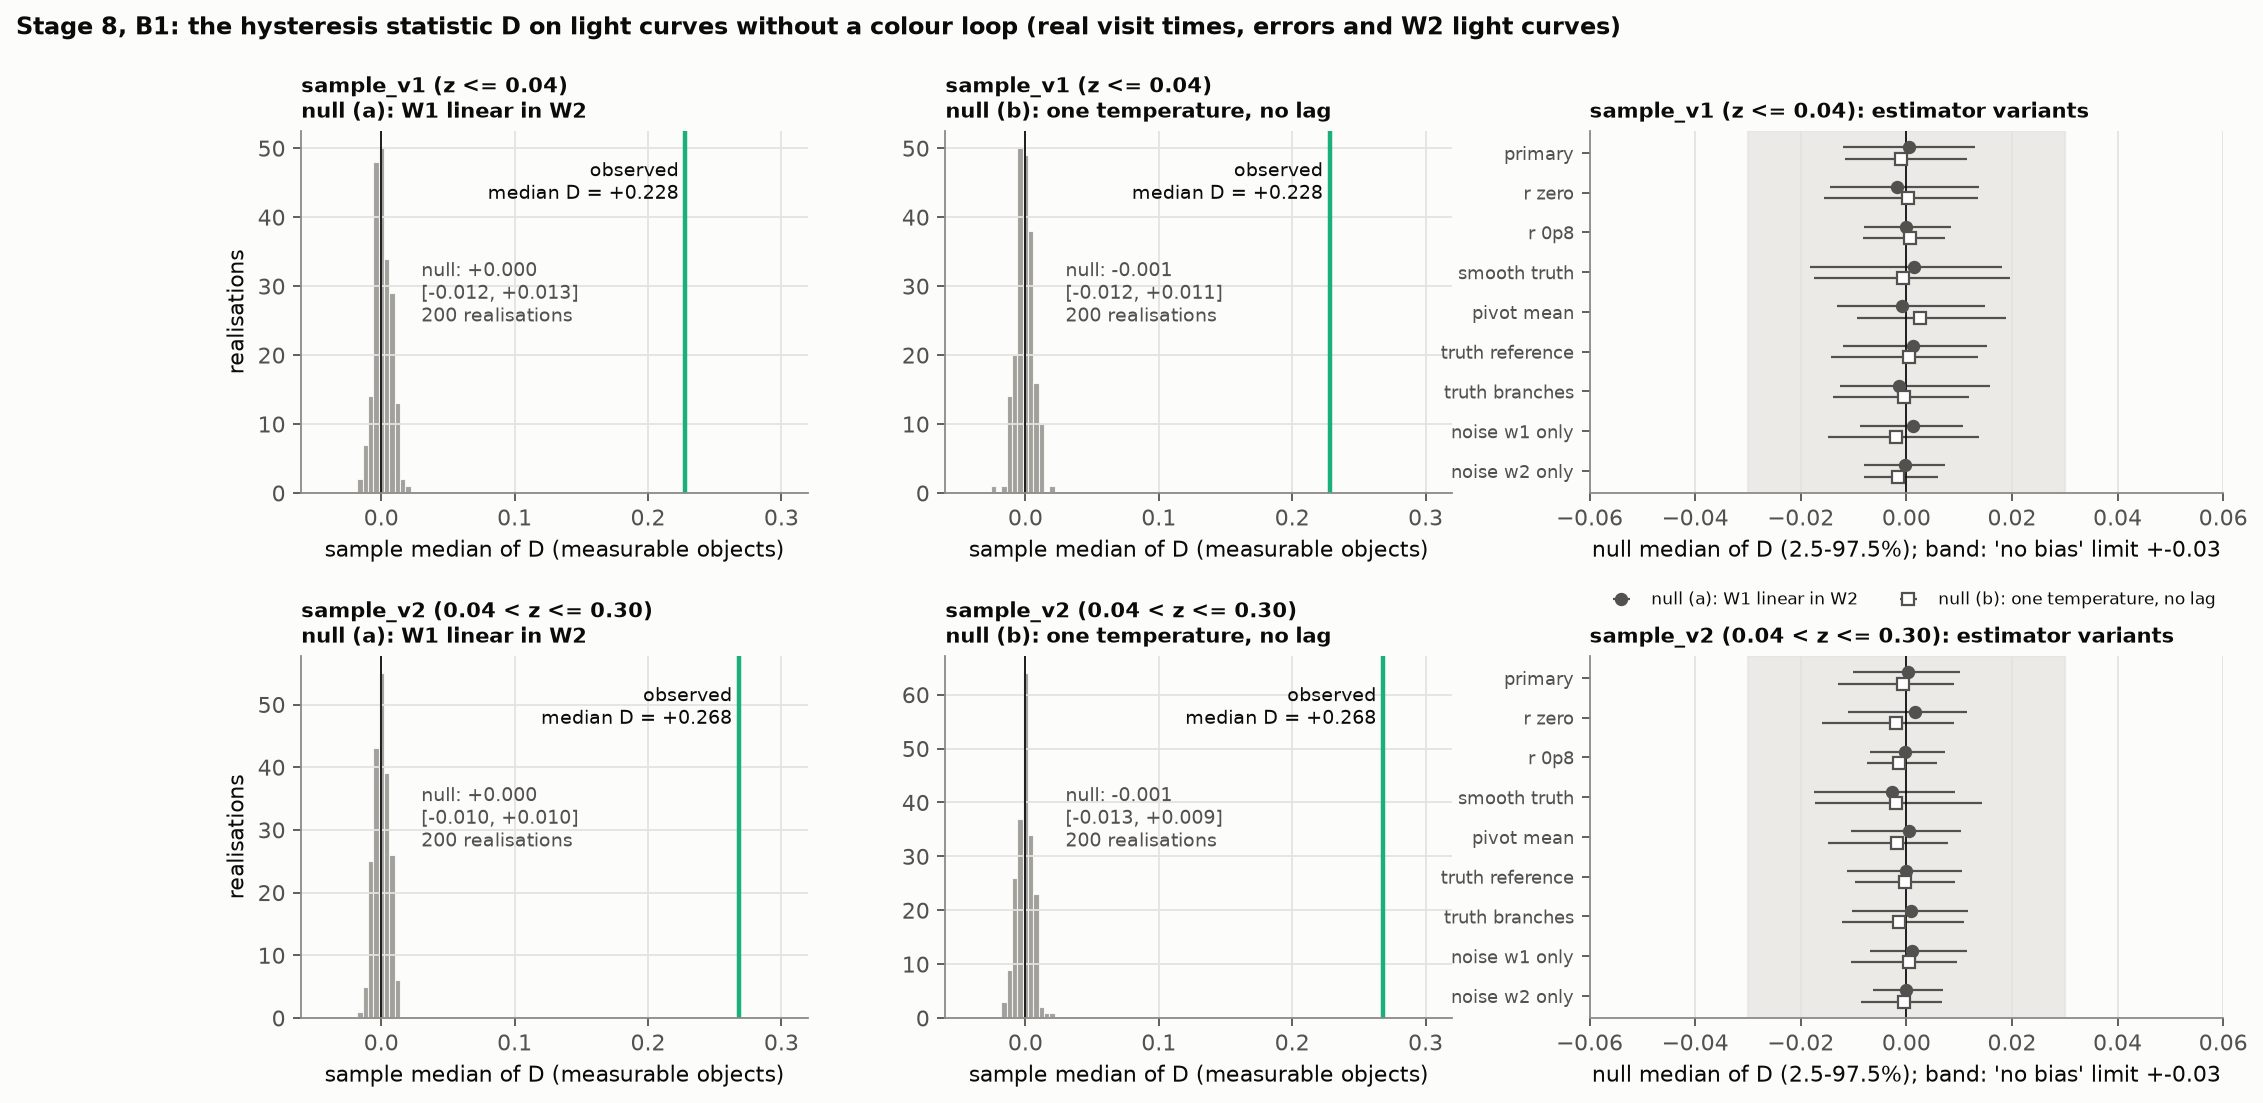 Stage 8, B1: the hysteresis statistic D on light curves without a colour loop (real visit times, errors and W2 light curves)
sample_v1 (z <= 0.04)
null (a): W1 linear in W2
observed
median D = +0.228
null: +0.000
[-0.012, +0.013]
200 realisations
realisations
50
40
30
20
10
0
0.0
0.1
0.2
0.3
sample median of D (measurable objects)
sample_v1 (z <= 0.04)
null (b): one temperature, no lag
observed
median D = +0.228
null: -0.001
[-0.012, +0.011]
200 realisations
50
40
30
20
10
0
0.0
0.1
0.2
0.3
sample median of D (measurable objects)
sample_v1 (z <= 0.04): estimator variants
primary
r zero
r 0p8
smooth truth
pivot mean
truth reference
truth branches
noise w1 only
noise w2 only
−0.06
−0.04
−0.02
0.00
0.02
0.04
0.06
null median of D (2.5-97.5%); band: 'no bias' limit +-0.03
null (a): W1 linear in W2
null (b): one temperature, no lag
sample_v2 (0.04 < z <= 0.30)
null (a): W1 linear in W2
observed
median D = +0.268
null: +0.000
[-0.010, +0.010]
200 realisations
realisations
50
40
30
20
10
0
0.0
0.1
0.2
0.3
sample median of D (measurable objects)
sample_v2 (0.04 < z <= 0.30)
null (b): one temperature, no lag
observed
median D = +0.268
null: -0.001
[-0.013, +0.009]
200 realisations
60
50
40
30
20
10
0
0.0
0.1
0.2
0.3
sample median of D (measurable objects)
sample_v2 (0.04 < z <= 0.30): estimator variants
primary
r zero
r 0p8
smooth truth
pivot mean
truth reference
truth branches
noise w1 only
noise w2 only
−0.06
−0.04
−0.02
0.00
0.02
0.04
0.06
null median of D (2.5-97.5%); band: 'no bias' limit +-0.03